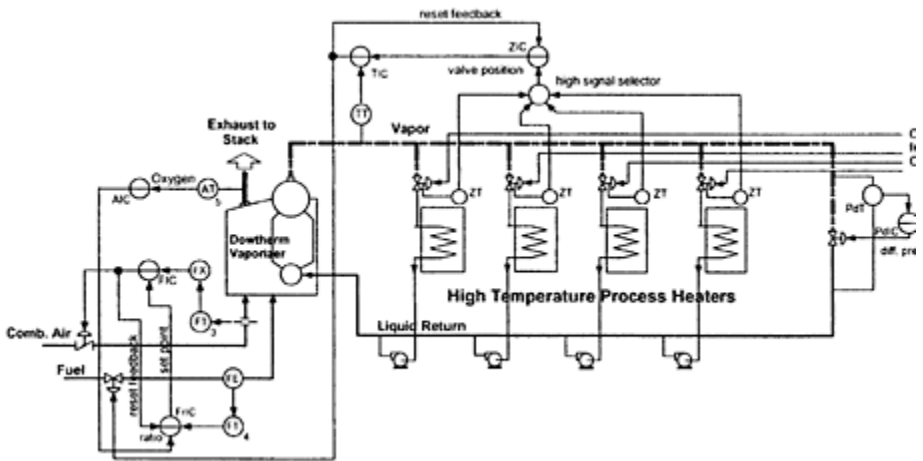 reset feedback
ZIC
TIC
valve position
high signal selector
TT
Exhaust to
Stack
Vapor
Oxygen
AT
5
AIC
ZT
ZT
ZT
ZT
PdT
PdIC
diff. pre
Dowtherm
Vaporizer
FIC
FX
FT
3
High Temperature Process Heaters
Comb. Air
Liquid Return
Fuel
reset feedback
set point
FE
FrIC
ratio
FT
4